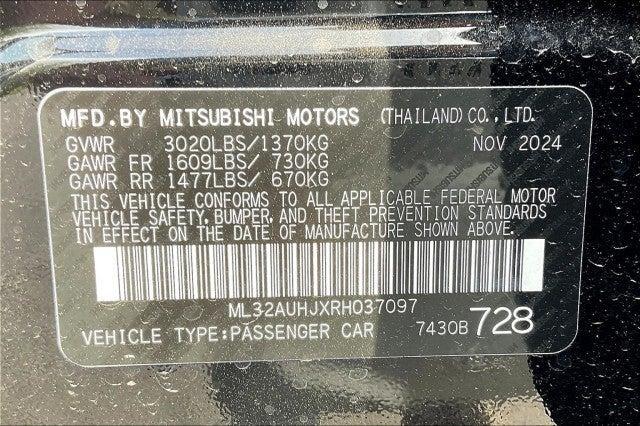 MFD.BY MITSUBISHI MOTORS (THAILAND) CO.,LTD.
GVWR 3020LBS/1370KG NOV 2024
GAWR FR 1609LBS/ 730KG
GAWR RR 1477LBS/ 670KG
THIS VEHICLE CONFORMS TO ALL APPLICABLE FEDERAL MOTOR
VEHICLE SAFETY, BUMPER, AND THEFT PREVENTION STANDARDS
IN EFFECT ON THE DATE OF MANUFACTURE SHOWN ABOVE.
ML32AUHJXRH037097
VEHICLE TYPE:PASSENGER CAR 7430B 728